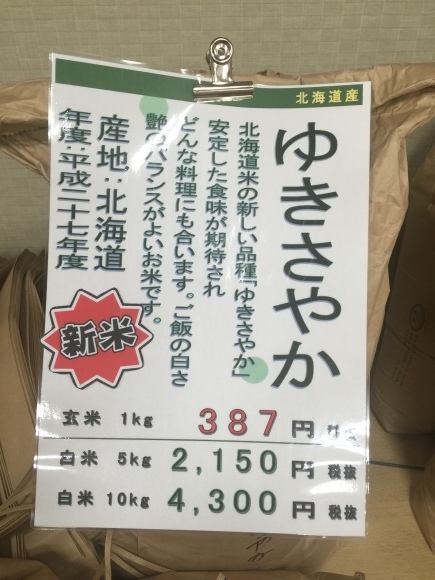 北海道産
ゆきさやか
北海道米の新しい品種「ゆきさやか」
安定した食味が期待され
どんな料理にも合います。ご飯の白さ
艶のバランスがよいお米です。
産地：北海道
年度：平成二十七年度
新米
玄米 1kg 387円
白米 5kg 2,150円 税抜
白米 10kg 4,300円 税抜